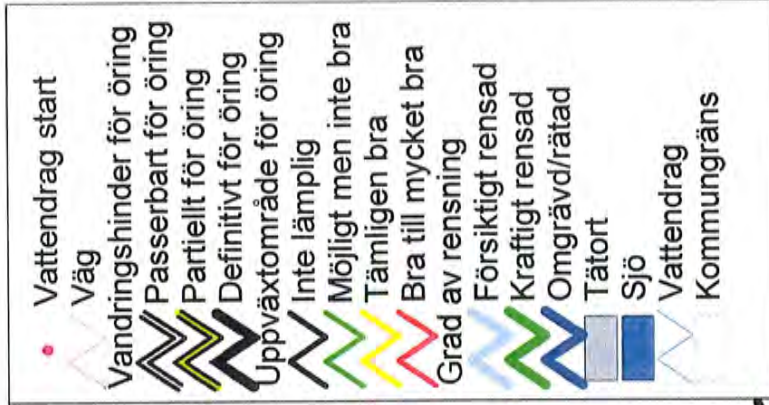 Vattendrag start
Väg
Vandringshinder för öring
Passerbart för öring
Partiellt för öring
Definitivt för öring
Uppväxtområde för öring
Inte lämplig
Möjligt men inte bra
Tämligen bra
Bra till mycket bra
Grad av rensning
Försiktigt rensad
Kraftigt rensad
Omgrävd/rätad
Tätort
Sjö
Vattendrag
Kommungräns